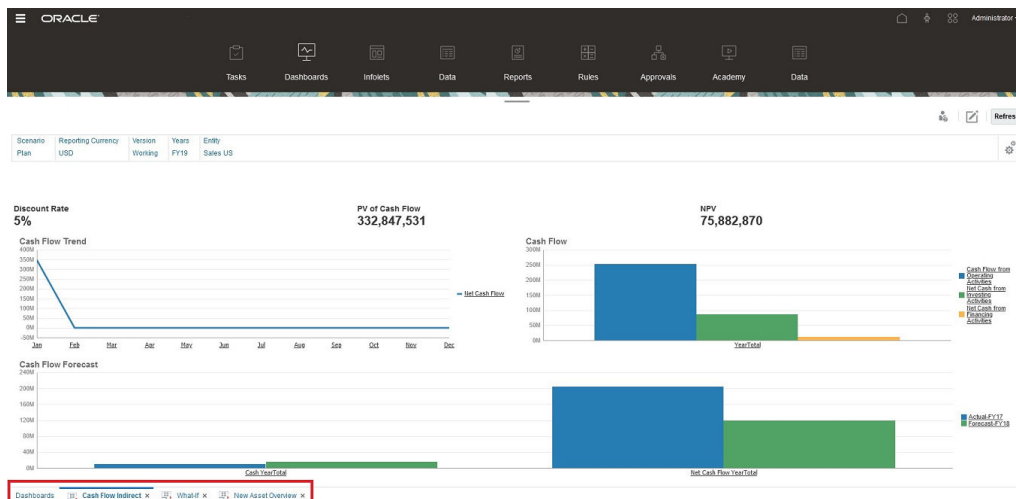 ORACLE
Administrator
Tasks Dashboards Infolets Data Reports Rules Approvals Academy Data
Refres
Scenario Reporting Currency Version Years Entity
Plan USD Working FY19 Sales US
Discount Rate
5%
PV of Cash Flow
332,847,531
NPV
75,882,870
Cash Flow Trend
400M
350M
300M
250M
200M
150M
100M
50M
0M
-50M
Jan Feb Mar Apr May Jun Jul Aug Sep Oct Nov Dec
Net Cash Flow
Cash Flow
300M
250M
200M
150M
100M
50M
0M
YearTotal
Cash Flow from
Operating
Activities
Net Cash from
Investing
Activities
Net Cash from
Financing
Activities
Cash Flow Forecast
240M
200M
160M
120M
80M
40M
0M
Cash YearTotal Net Cash Flow YearTotal
Actual-FY17
Forecast-FY18
Dashboards Cash Flow Indirect × What-If × New Asset Overview ×